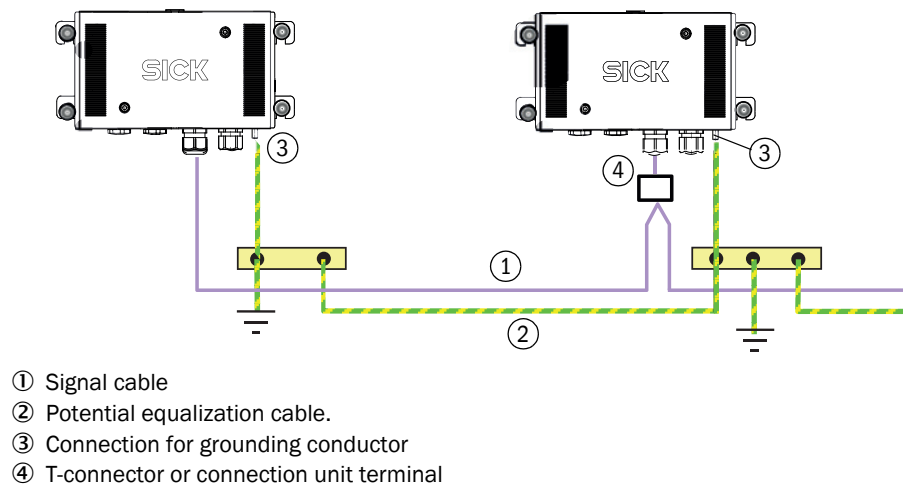 SICK
SICK
③
③
④
①
②
① Signal cable
② Potential equalization cable.
③ Connection for grounding conductor
④ T-connector or connection unit terminal